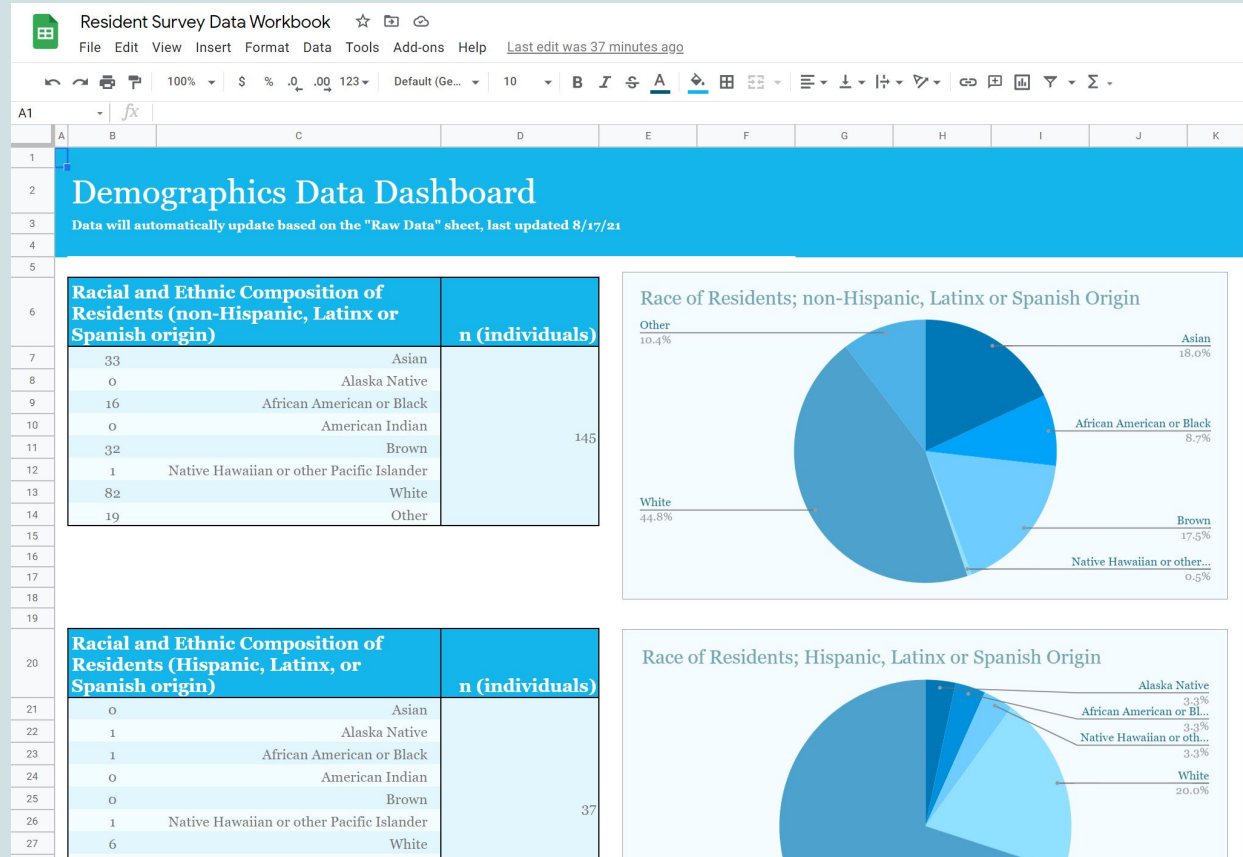 Resident Survey Data Workbook
File Edit View Insert Format Data Tools Add-ons Help Last edit was 37 minutes ago
100% $ % .0 .00 123 Default (Ge... 10 B I S A Σ
A1 fx
A B C D E F G H I J K
1
2 Demographics Data Dashboard
3 Data will automatically update based on the "Raw Data" sheet, last updated 8/17/21
4
5
6 Racial and Ethnic Composition of
Residents (non-Hispanic, Latinx or
Spanish origin) n (individuals)
7 33 Asian
8 0 Alaska Native
9 16 African American or Black
10 0 American Indian
145
11 32 Brown
12 1 Native Hawaiian or other Pacific Islander
13 82 White
14 19 Other
15
16
17
18
19
Race of Residents; non-Hispanic, Latinx or Spanish Origin
Other
10.4%
Asian
18.0%
African American or Black
8.7%
White
44.8%
Brown
17.5%
Native Hawaiian or other...
0.5%
20 Racial and Ethnic Composition of
Residents (Hispanic, Latinx, or
Spanish origin) n (individuals)
21 0 Asian
22 1 Alaska Native
23 1 African American or Black
24 0 American Indian
25 0 Brown
37
26 1 Native Hawaiian or other Pacific Islander
27 6 White
Race of Residents; Hispanic, Latinx or Spanish Origin
Alaska Native
3.3%
African American or Bl...
3.3%
Native Hawaiian or oth...
3.3%
White
20.0%